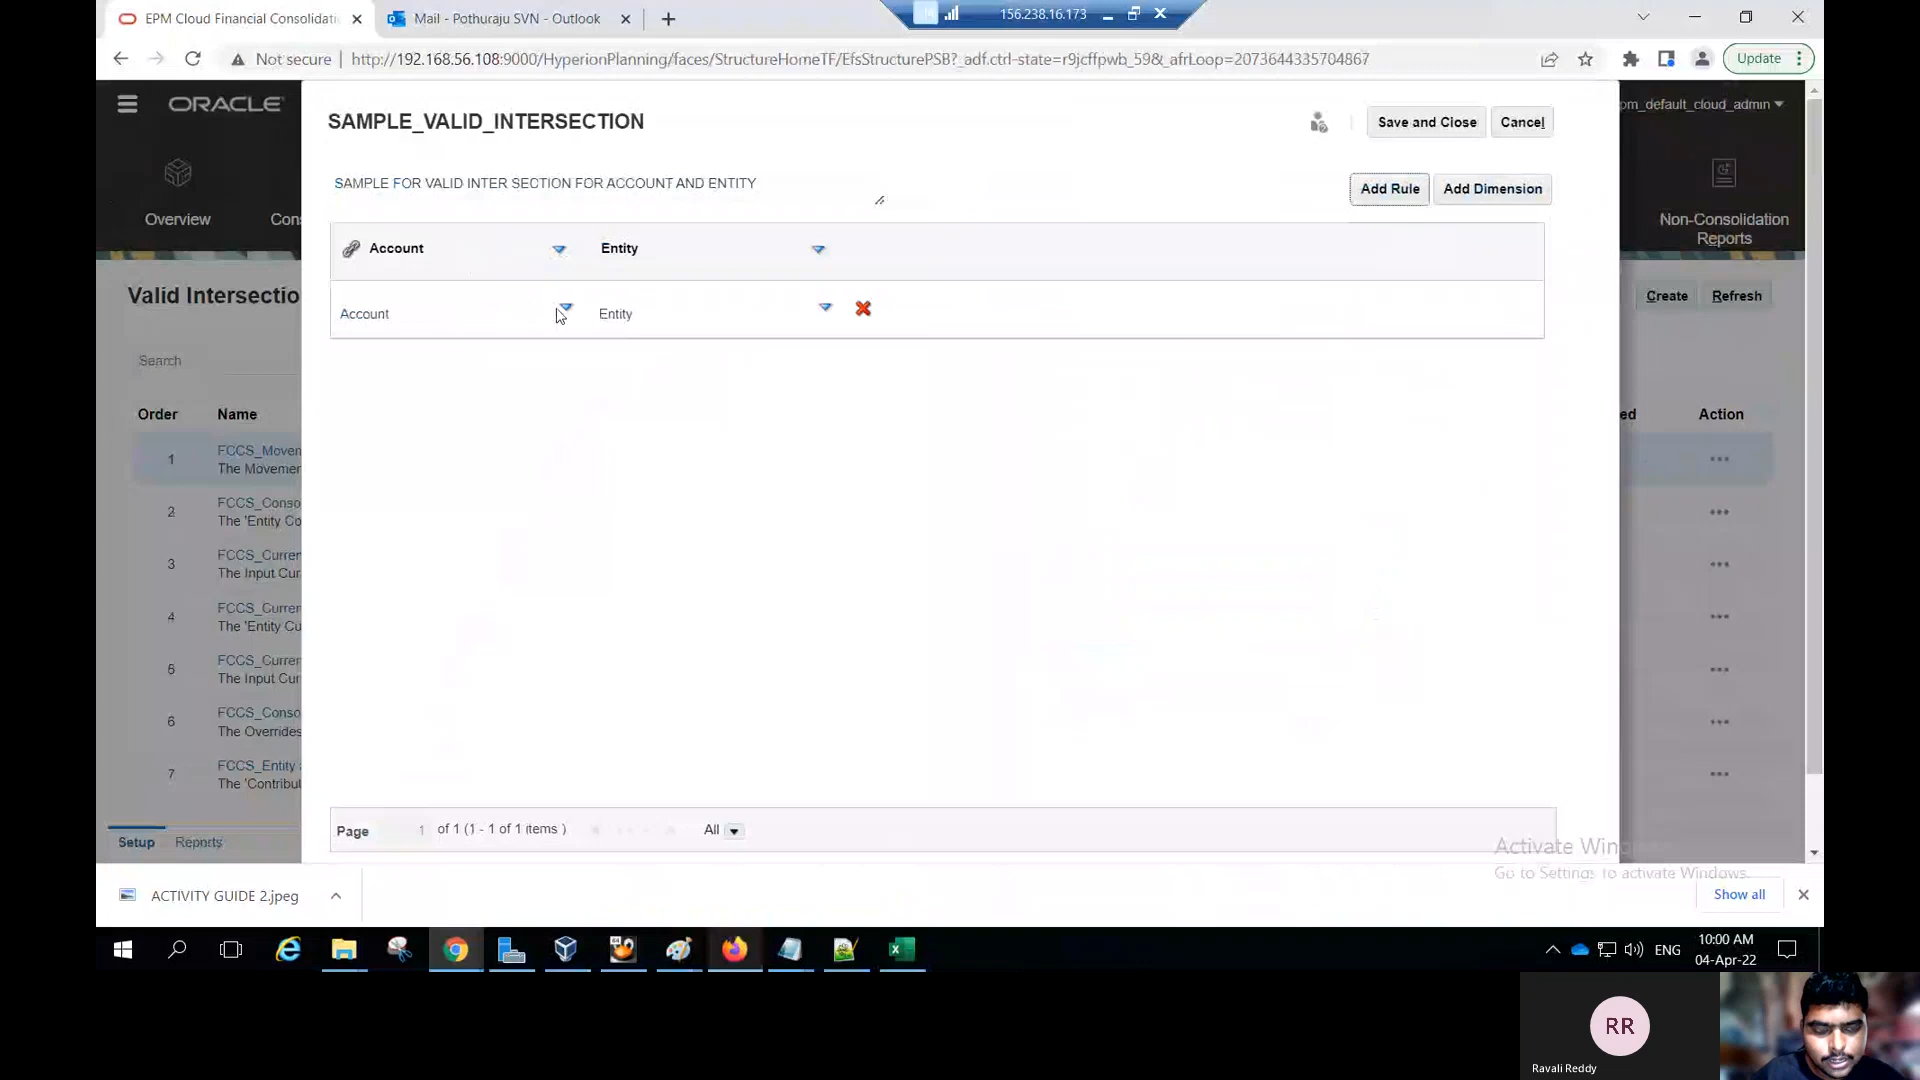 EPM Cloud Financial Consolidati
Mail - Pothuraju SVN - Outlook
156.238.16.173
Not secure
http://192.168.56.108:9000/HyperionPlanning/faces/StructureHomeTF/EfsStructurePSB?_adf.ctrl-state=r9jcffpwb_59&_afrLoop=2073644335704867
Update
ORACLE
pm_default_cloud_admin
SAMPLE_VALID_INTERSECTION
Save and Close
Cancel
SAMPLE FOR VALID INTER SECTION FOR ACCOUNT AND ENTITY
Add Rule
Add Dimension
Overview
Cons
Non-Consolidation
Reports
Account
Entity
Valid Intersectio
Create
Refresh
Account
Entity
Search
Order
Name
ed
Action
1
FCCS_Movem
The Movemen
2
FCCS_Conso
The 'Entity Co
3
FCCS_Curren
The Input Cur
4
FCCS_Curren
The 'Entity Cu
5
FCCS_Curren
The Input Cur
6
FCCS_Conso
The Overrides
7
FCCS_Entity
The 'Contribut
Page
1
of 1 (1 - 1 of 1 items )
All
Setup
Reports
Activate Win
Go to Settings to activate Windows.
ACTIVITY GUIDE 2.jpeg
Show all
ENG
10:00 AM
04-Apr-22
RR
Ravali Reddy